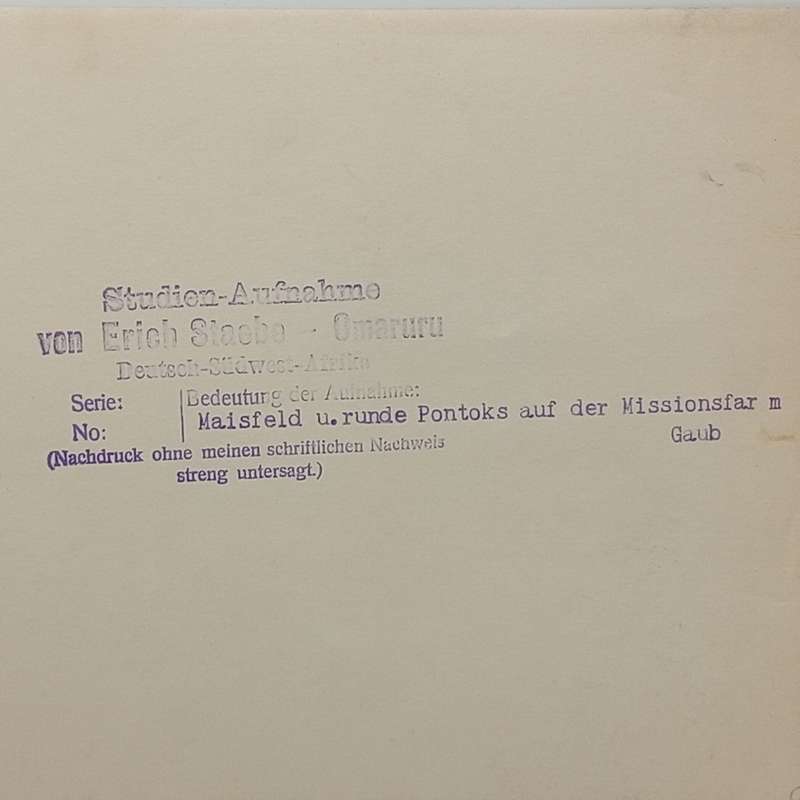 Studien-Aufnahme
von Erich Staebe - Omaruru
Deutsch-Südwest-Afrika
Serie: Bedeutung der Aufnahme:
No: Maisfeld u.runde Pontoks auf der Missionsfar m
Gaub
(Nachdruck ohne meinen schriftlichen Nachweis
streng untersagt.)